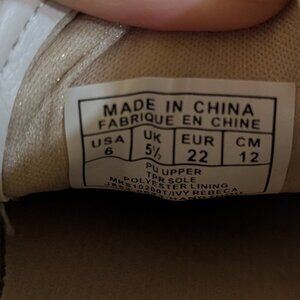 MADE IN CHINA
FABRIQUE EN CHINE
USA UK EUR CM
6 5½ 22 12
PU UPPER
TPR SOLE
POLYESTER LINING
REBECA